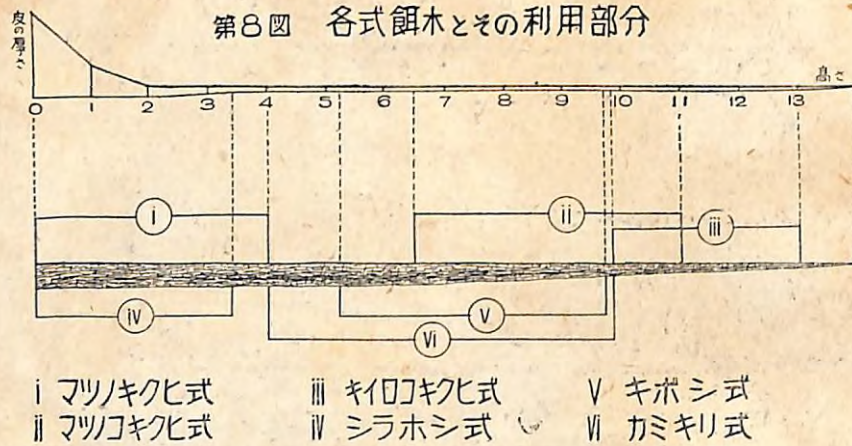 第8図 各式餌木とその利用部分
皮の厚さ
高さ
0 1 2 3 4 5 6 7 8 9 10 11 12 13
i ii iii
iv v vi
i マツノキクヒ式 iii キイロコキクヒ式 V キボシ式
ii マツノコキクヒ式 iv シラホシ式 vi カミキリ式